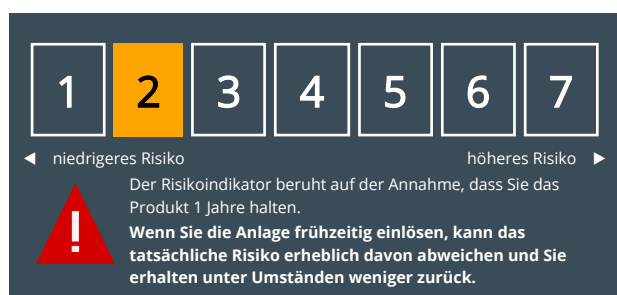 1 2 3 4 5 6 7
◄ niedrigeres Risiko höheres Risiko ►
Der Risikoindikator beruht auf der Annahme, dass Sie das
Produkt 1 Jahre halten.
Wenn Sie die Anlage frühzeitig einlösen, kann das
tatsächliche Risiko erheblich davon abweichen und Sie
erhalten unter Umständen weniger zurück.
!